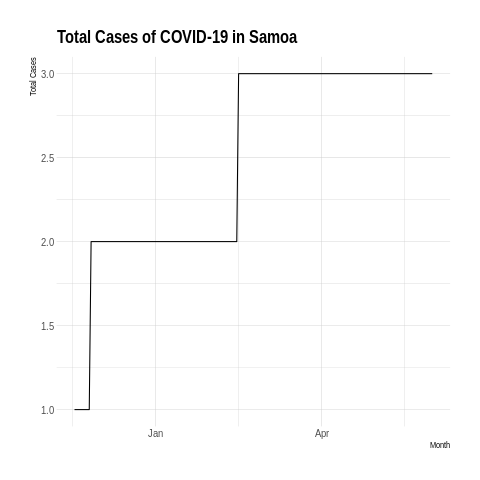 Total Cases of COVID-19 in Samoa
Total Cases
3.0
2.5
2.0
1.5
1.0
Jan
Apr
Month